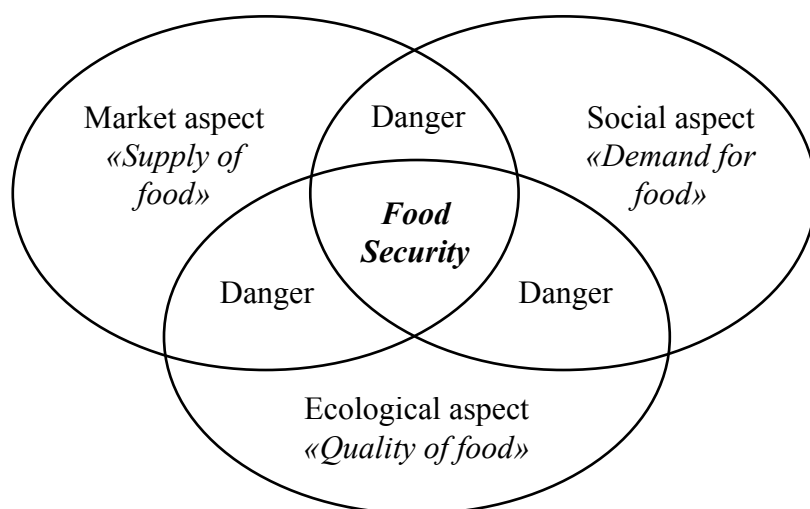 Market aspect
«Supply of
food»
Danger
Social aspect
«Demand for
food»
Food
Security
Danger
Danger
Ecological aspect
«Quality of food»